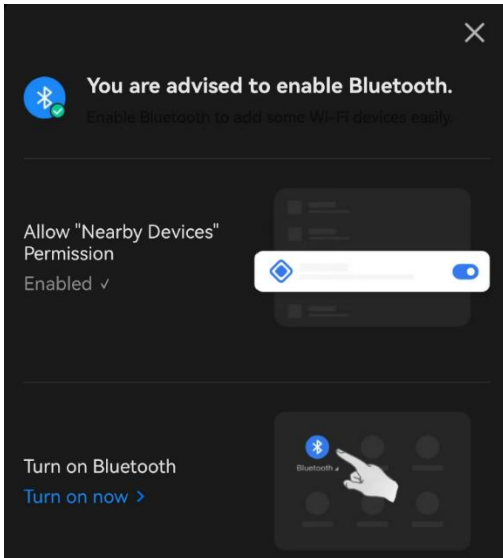 You are advised to enable Bluetooth.
Enable Bluetooth to add some Wi-Fi devices easily.
Allow "Nearby Devices"
Permission
Enabled ✓
Bluetooth
Turn on Bluetooth
Turn on now >